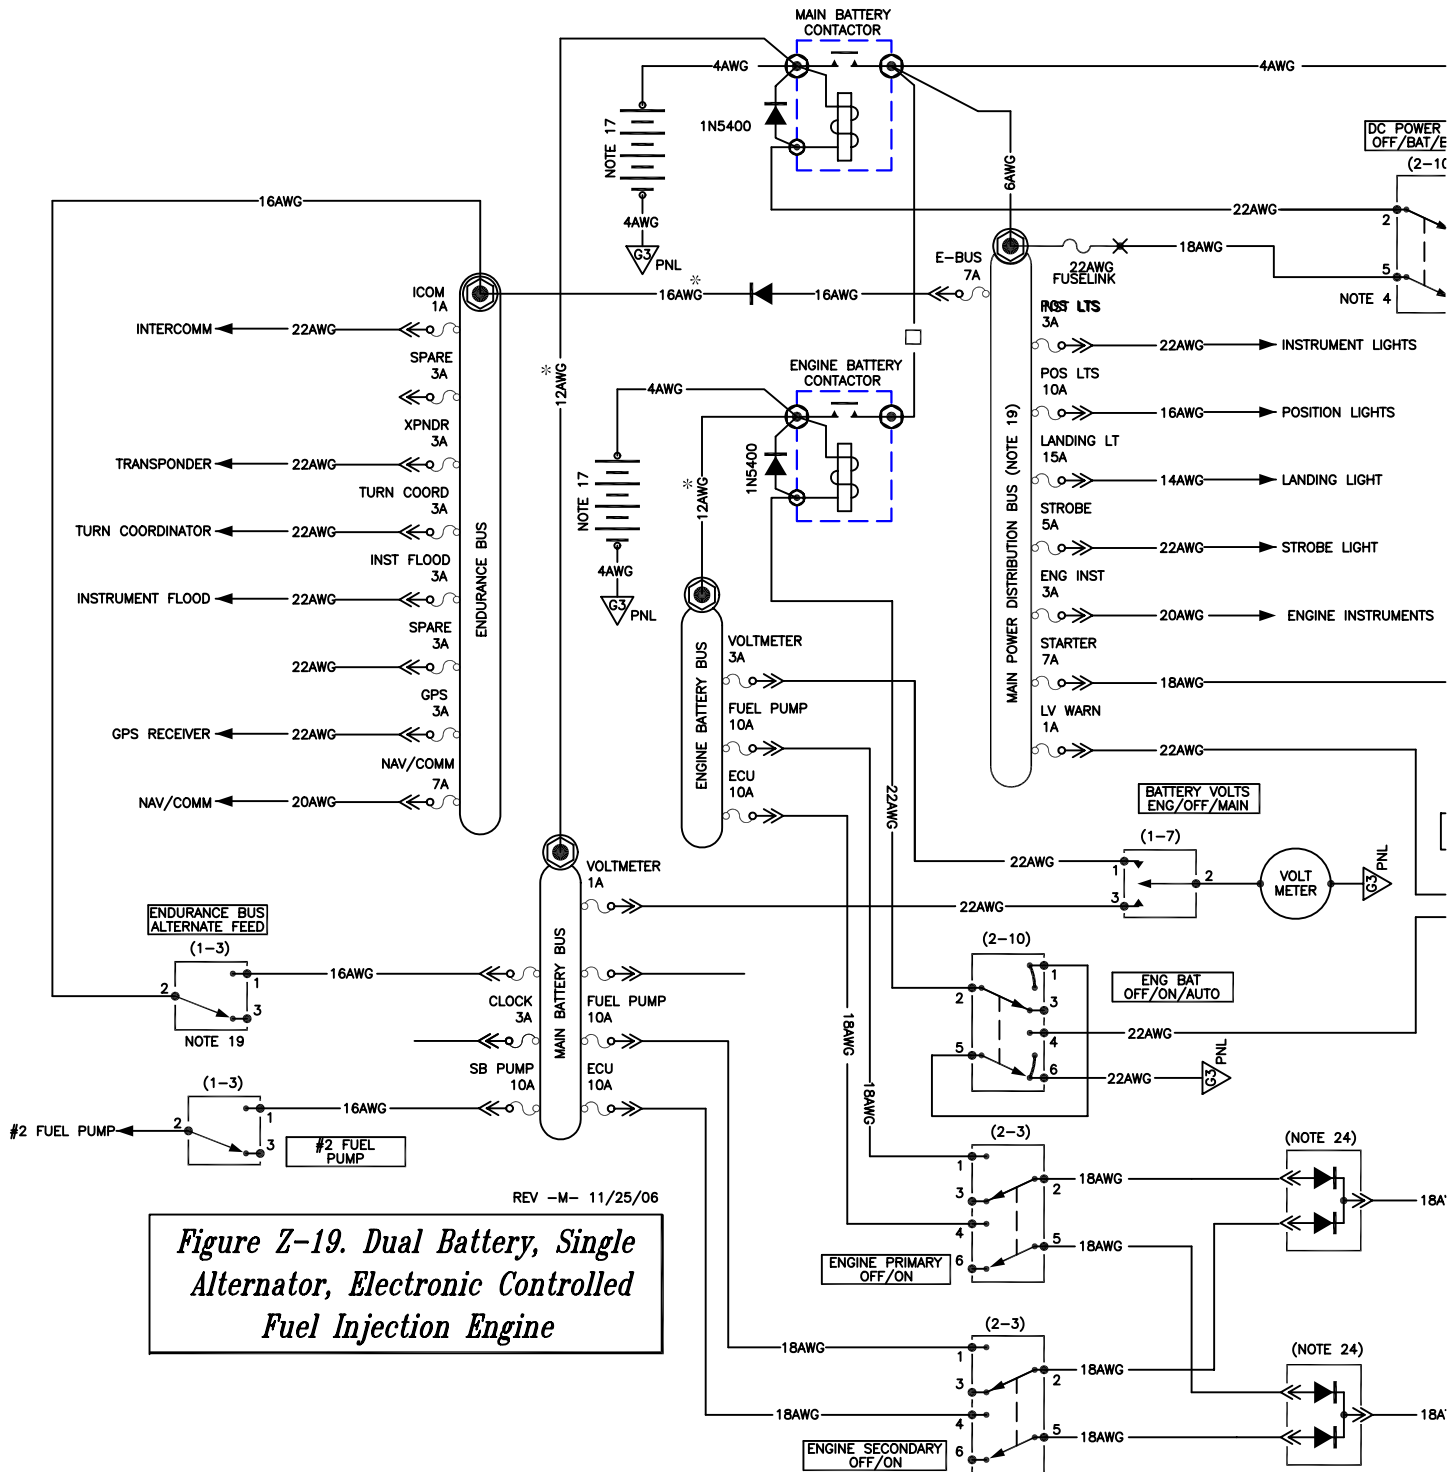 MAIN BATTERY
CONTACTOR
4AWG
4AWG
1N5400
NOTE 17
4AWG
G3
PNL
6AWG
DC POWER
OFF/BAT/
(2-10
22AWG
2
16AWG
E-BUS
7A
18AWG
22AWG
FUSELINK
5
NOTE 4
*
16AWG
16AWG
ICOM
1A
INTERCOMM
22AWG
SPARE
3A
XPNDR
3A
TRANSPONDER
22AWG
TURN COORD
3A
TURN COORDINATOR
22AWG
INST FLOOD
3A
INSTRUMENT FLOOD
22AWG
SPARE
3A
22AWG
GPS
3A
GPS RECEIVER
22AWG
NAV/COMM
7A
NAV/COMM
20AWG
ENDURANCE BUS
*
12AWG
ENGINE BATTERY
CONTACTOR
4AWG
1N5400
NOTE 17
4AWG
G3
PNL
*
12AWG
LTS
3A
22AWG
INSTRUMENT LIGHTS
POS LTS
10A
16AWG
POSITION LIGHTS
LANDING LT
15A
14AWG
LANDING LIGHT
STROBE
5A
22AWG
STROBE LIGHT
ENG INST
3A
20AWG
ENGINE INSTRUMENTS
STARTER
7A
18AWG
LV WARN
1A
22AWG
MAIN POWER DISTRIBUTION BUS (NOTE 19)
VOLTMETER
3A
FUEL PUMP
10A
ECU
10A
ENGINE BATTERY BUS
22AWG
BATTERY VOLTS
ENG/OFF/MAIN
(1-7)
22AWG
1
3
2
VOLT
METER
G3
PNL
VOLTMETER
1A
22AWG
ENDURANCE BUS
ALTERNATE FEED
(1-3)
2
1
3
NOTE 19
16AWG
CLOCK
3A
FUEL PUMP
10A
SB PUMP
10A
ECU
10A
MAIN BATTERY BUS
(2-10)
1
2
3
4
5
6
ENG BAT
OFF/ON/AUTO
22AWG
22AWG
G3
PNL
18AWG
18AWG
(1-3)
2
1
3
16AWG
#2 FUEL PUMP
#2 FUEL
PUMP
(2-3)
1
3
2
4
5
6
18AWG
18AWG
ENGINE PRIMARY
OFF/ON
(NOTE 24)
18A
REV -M- 11/25/06
Figure Z-19. Dual Battery, Single
Alternator, Electronic Controlled
Fuel Injection Engine
(2-3)
18AWG
1
3
2
18AWG
18AWG
4
5
6
18AWG
ENGINE SECONDARY
OFF/ON
(NOTE 24)
18A